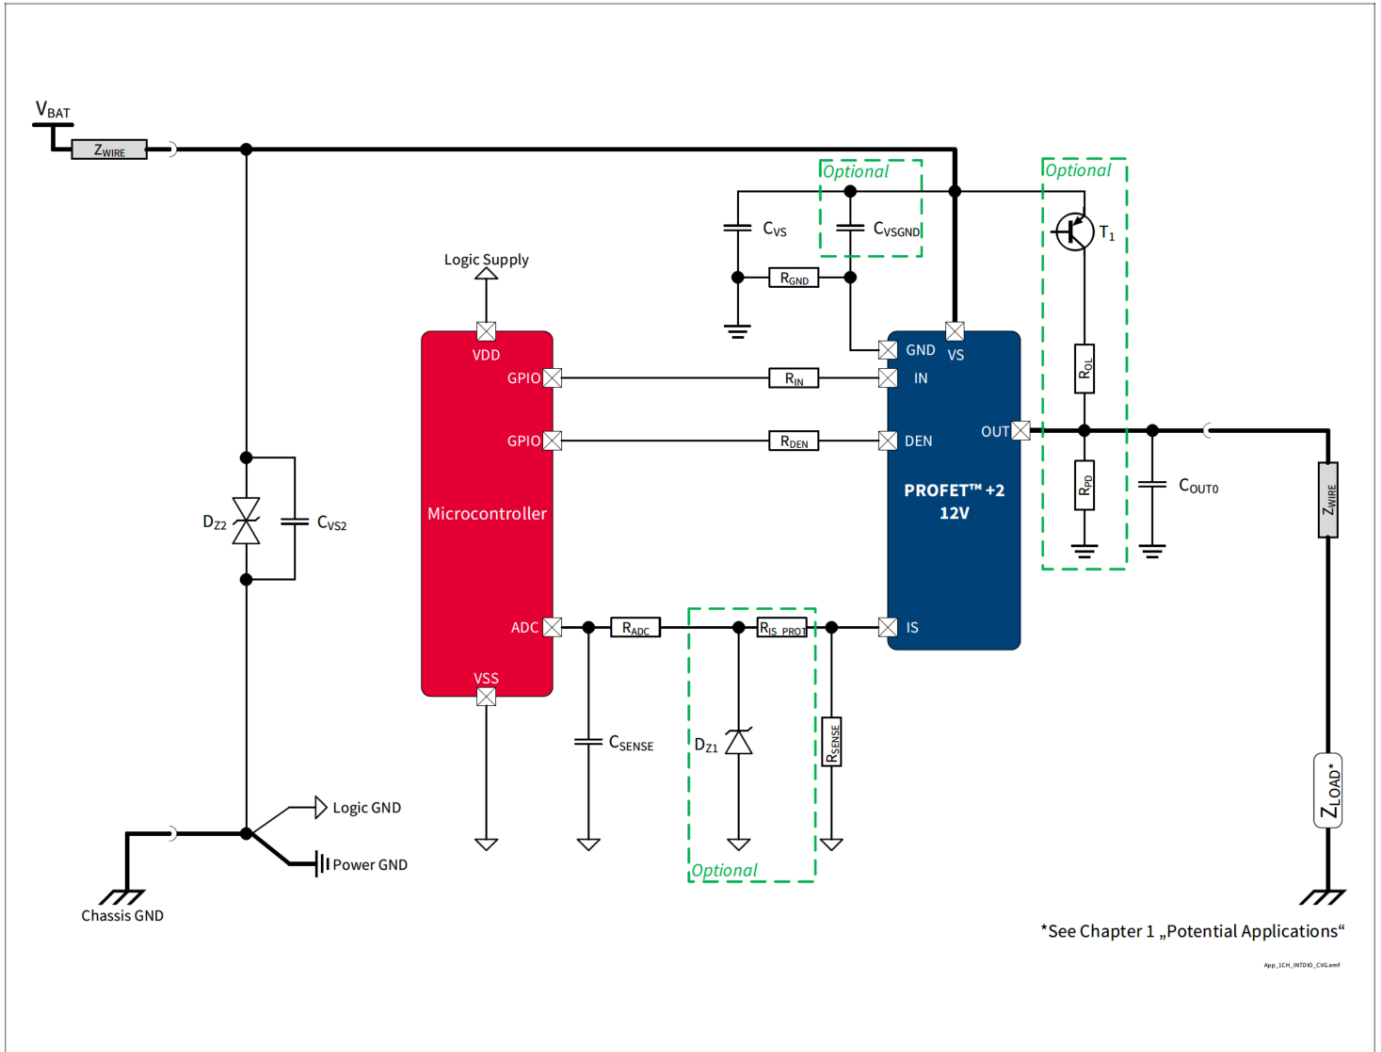 VBAT
ZWIRE
Optional
Optional
CVS
CVSGND
T1
Logic Supply
RGND
VDD
GND
VS
GPIO
RIN
IN
ROL
GPIO
RDEN
DEN
OUT
PROFET™ +2
12V
RPD
COUT0
ZWIRE
Microcontroller
DZ2
CVS2
ADC
RADC
RIS_PROT
IS
VSS
CSENSE
DZ1
RSENSE
ZLOAD*
Logic GND
Power GND
Optional
Chassis GND
*See Chapter 1 „Potential Applications“
App_1CH_INTDIO_CVG.emf